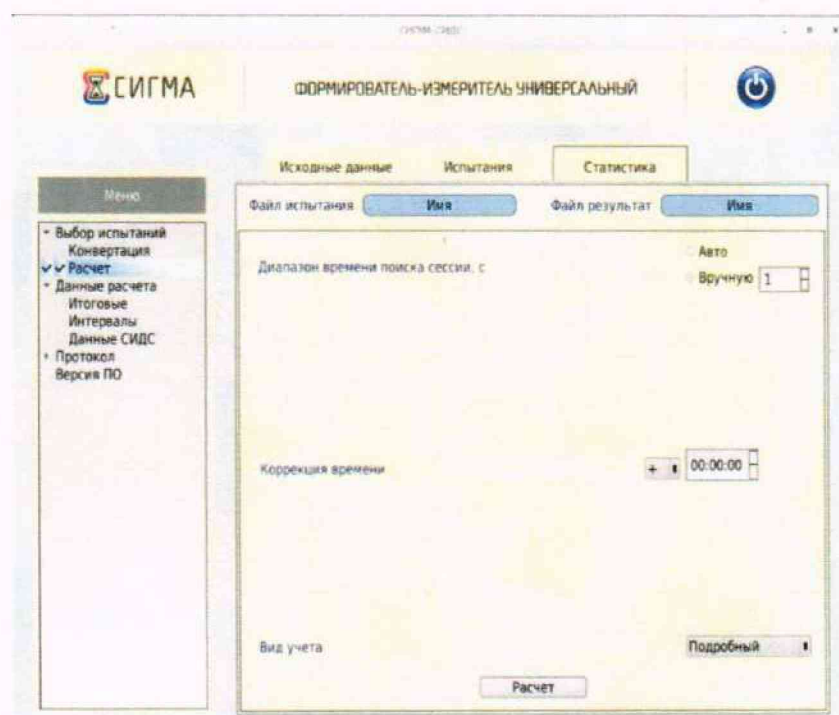 СИГМА СИДС
СИГМА
ФОРМИРОВАТЕЛЬ-ИЗМЕРИТЕЛЬ УНИВЕРСАЛЬНЫЙ
Исходные данные Испытания Статистика
Меню
Файл испытания Имя Файл результат Имя
Выбор испытаний
Конвертация
Расчет
Данные расчета
Итоговые
Интервалы
Данные СИДС
Протокол
Версия ПО
Диапазон времени поиска сессии, с
Авто
Вручную 1
Коррекция времени + 00:00:00
Вид учета Подробный
Расчет